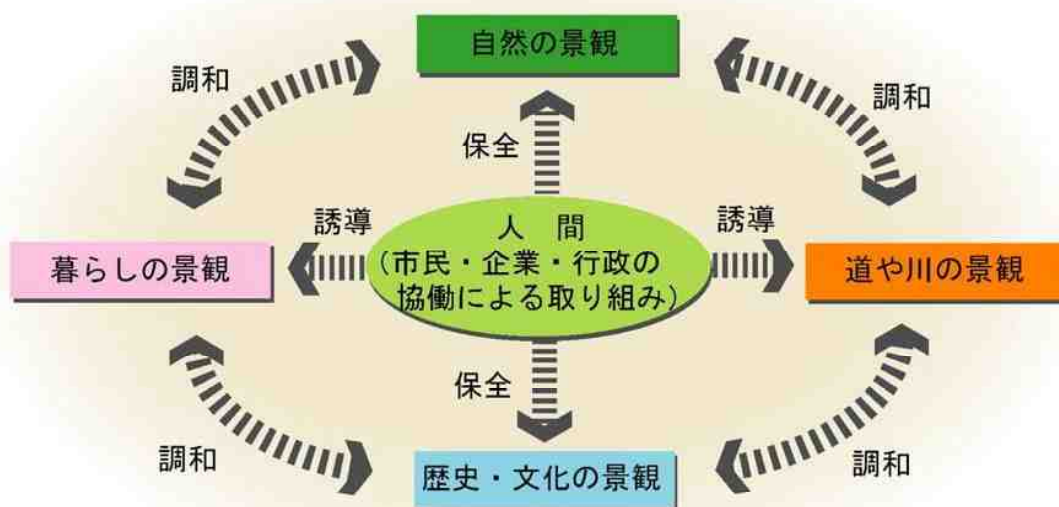 自然の景観
調和
調和
保全
誘導
人　間
(市民・企業・行政の
協働による取り組み)
誘導
暮らしの景観
道や川の景観
保全
調和
調和
歴史・文化の景観